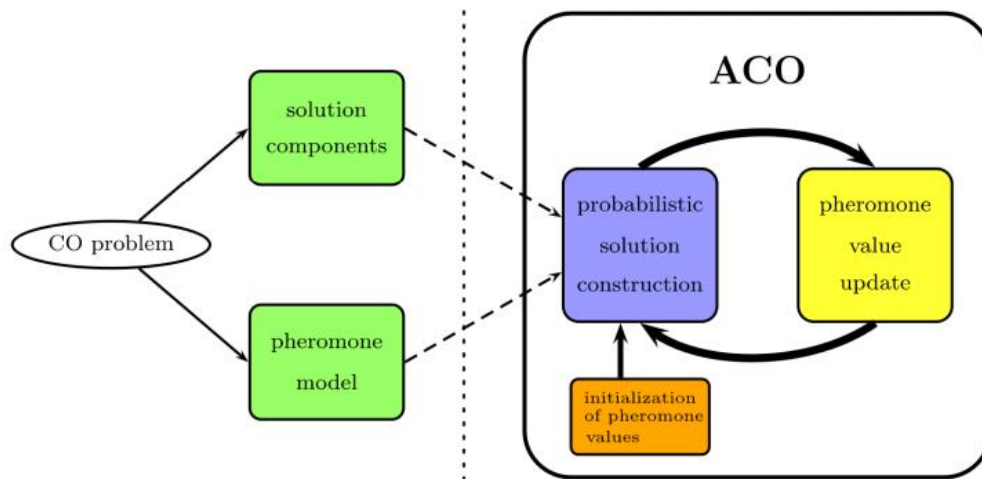 ACO
solution
components
CO problem
pheromone
model
probabilistic
solution
construction
pheromone
value
update
initialization
of pheromone
values